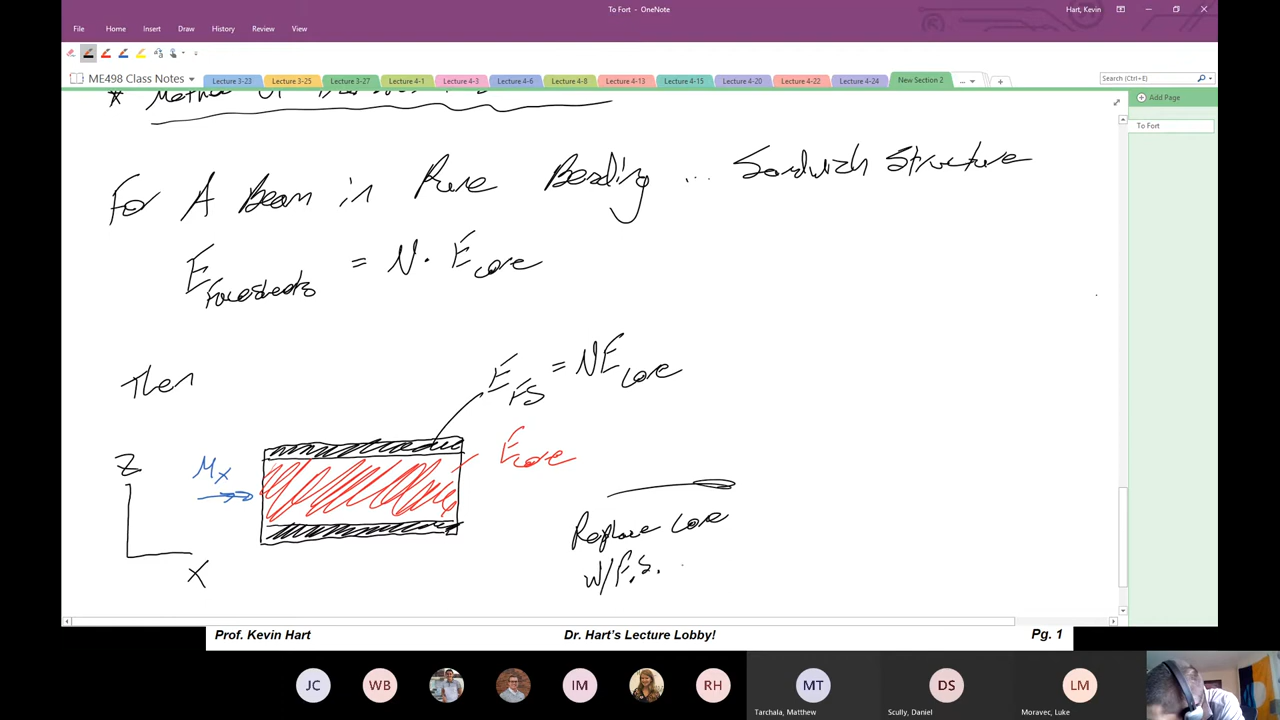 To Fort - OneNote
Hart, Kevin
File Home Insert Draw History Review View
ME498 Class Notes
Lecture 3-23 Lecture 3-25 Lecture 3-27 Lecture 4-1 Lecture 4-3 Lecture 4-6 Lecture 4-8 Lecture 4-13 Lecture 4-15 Lecture 4-20 Lecture 4-22 Lecture 4-24 New Section 2 ... +
Search (Ctrl+E)
Add Page
To Fort
For A Beam in Pure Bending ... Sandwich Structure
E Facesheets = N · E core
Then
E FS = N E core
E core
Z
Mx
X
Replace core
w/ F.S.
Prof. Kevin Hart Dr. Hart's Lecture Lobby! Pg. 1
JC WB IM RH MT DS LM
Tarchala, Matthew Scully, Daniel Moravec, Luke